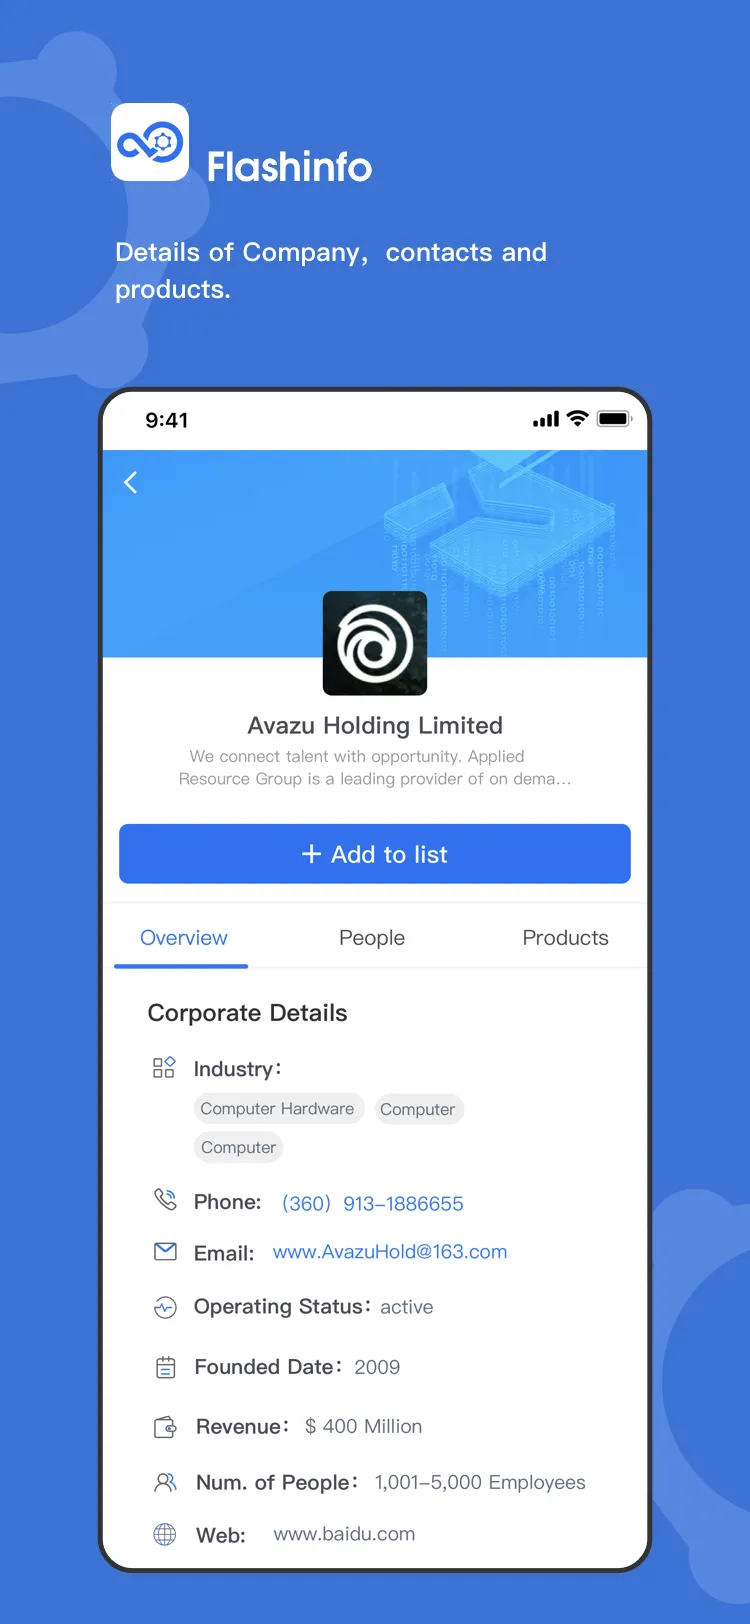 Flashinfo
Details of Company，contacts and
products.
9:41
Avazu Holding Limited
We connect talent with opportunity. Applied
Resource Group is a leading provider of on dema...
+ Add to list
Overview
People
Products
Corporate Details
Industry：
Computer Hardware
Computer
Computer
Phone:
（360）913-1886655
Email:
www.AvazuHold@163.com
Operating Status：active
Founded Date：2009
Revenue：$ 400 Million
Num. of People：1,001-5,000 Employees
Web:
www.baidu.com